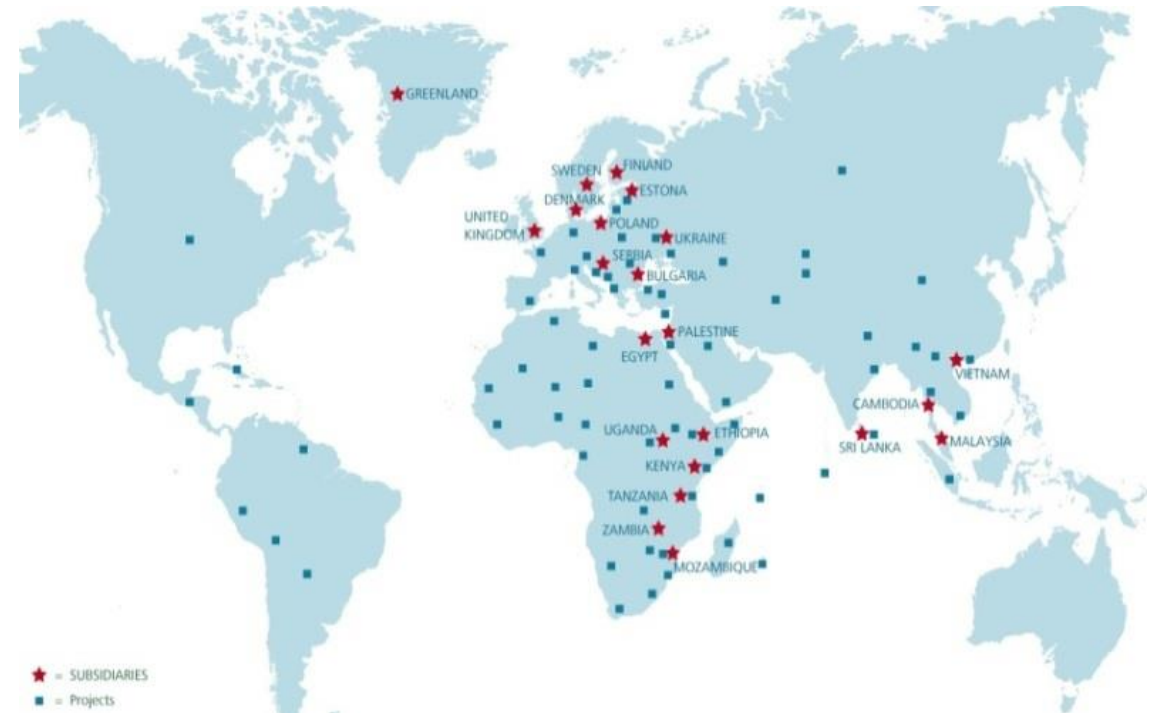 GREENLAND
FINLAND
SWEDEN
ESTONA
DENMARK
UNITED
KINGDOM
POLAND
UKRAINE
SERBIA
BULGARIA
PALESTINE
EGYPT
VIETNAM
CAMBODIA
UGANDA
ETHIOPIA
MALAYSIA
SRI LANKA
KENYA
TANZANIA
ZAMBIA
MOZAMBIQUE
= SUBSIDIARIES
= Projects